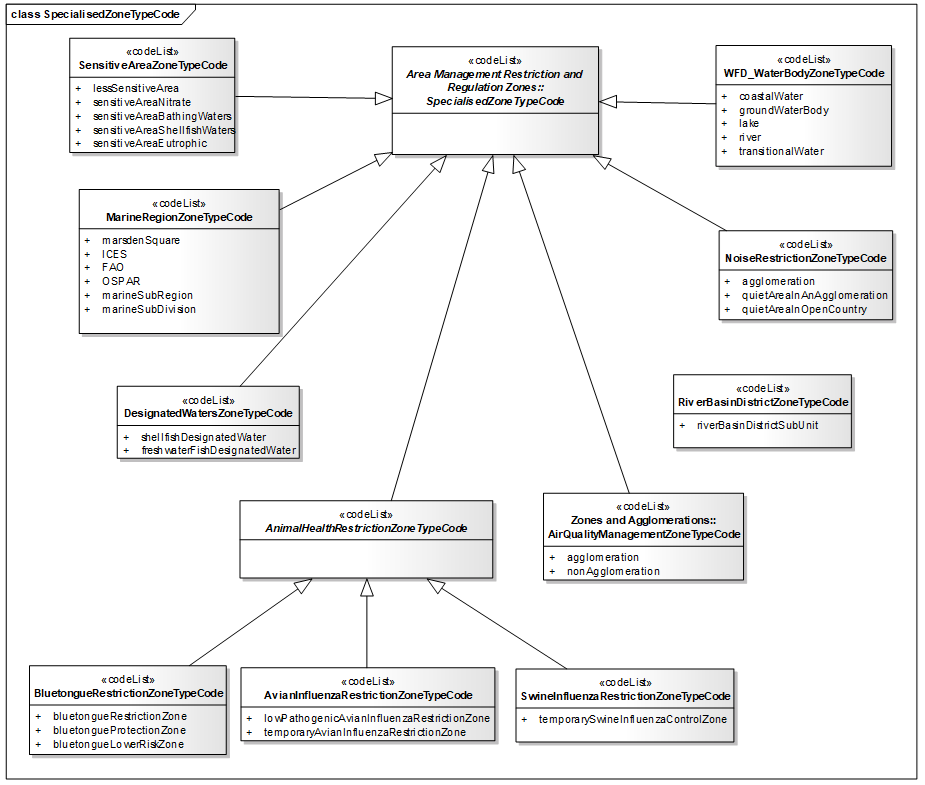 class SpecialisedZoneTypeCode
«codeList»
SensitiveAreaZoneTypeCode
+ lessSensitiveArea
+ sensitiveAreaNitrate
+ sensitiveAreaBathingWaters
+ sensitiveAreaShellfishWaters
+ sensitiveAreaEutrophic
«codeList»
Area Management Restriction and
Regulation Zones::
SpecialisedZoneTypeCode
«codeList»
WFD_WaterBodyZoneTypeCode
+ coastalWater
+ groundWaterBody
+ lake
+ river
+ transitionalWater
«codeList»
MarineRegionZoneTypeCode
+ marsdenSquare
+ ICES
+ FAO
+ OSPAR
+ marineSubRegion
+ marineSubDivision
«codeList»
NoiseRestrictionZoneTypeCode
+ agglomeration
+ quietAreaInAnAgglomeration
+ quietAreaInOpenCountry
«codeList»
DesignatedWatersZoneTypeCode
+ shellfishDesignatedWater
+ freshwaterFishDesignatedWater
«codeList»
RiverBasinDistrictZoneTypeCode
+ riverBasinDistrictSubUnit
«codeList»
AnimalHealthRestrictionZoneTypeCode
«codeList»
Zones and Agglomerations::
AirQualityManagementZoneTypeCode
+ agglomeration
+ nonAgglomeration
«codeList»
BluetongueRestrictionZoneTypeCode
+ bluetongueRestrictionZone
+ bluetongueProtectionZone
+ bluetongueLowerRiskZone
«codeList»
AvianInfluenzaRestrictionZoneTypeCode
+ lowPathogenicAvianInfluenzaRestrictionZone
+ temporaryAvianInfluenzaRestrictionZone
«codeList»
SwineInfluenzaRestrictionZoneTypeCode
+ temporarySwineInfluenzaControlZone